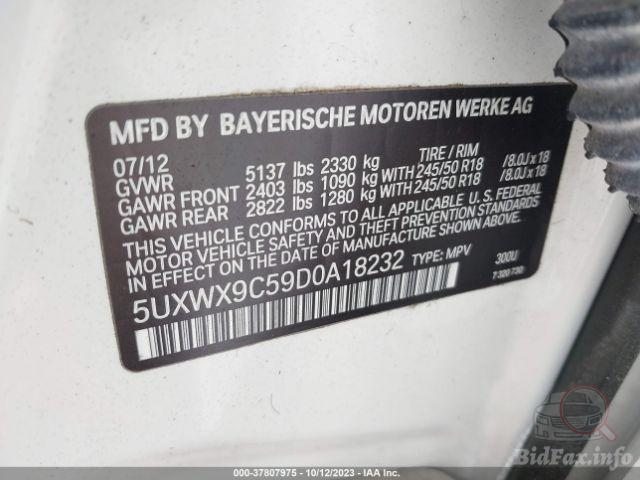 MFD BY BAYERISCHE MOTOREN WERKE AG
07/12 TIRE / RIM
GVWR 5137 lbs 2330 kg
GAWR FRONT 2403 lbs 1090 kg WITH 245/50 R18 /8.0J x 18
GAWR REAR 2822 lbs 1280 kg WITH 245/50 R18 /8.0J x 18
THIS VEHICLE CONFORMS TO ALL APPLICABLE U. S. FEDERAL
MOTOR VEHICLE SAFETY AND THEFT PREVENTION STANDARDS
IN EFFECT ON THE DATE OF MANUFACTURE SHOWN ABOVE.
5UXWX9C59D0A18232 TYPE: MPV 300U
7 320 730
000-37807975 - 10/12/2023 - IAA Inc.
BidFax.info